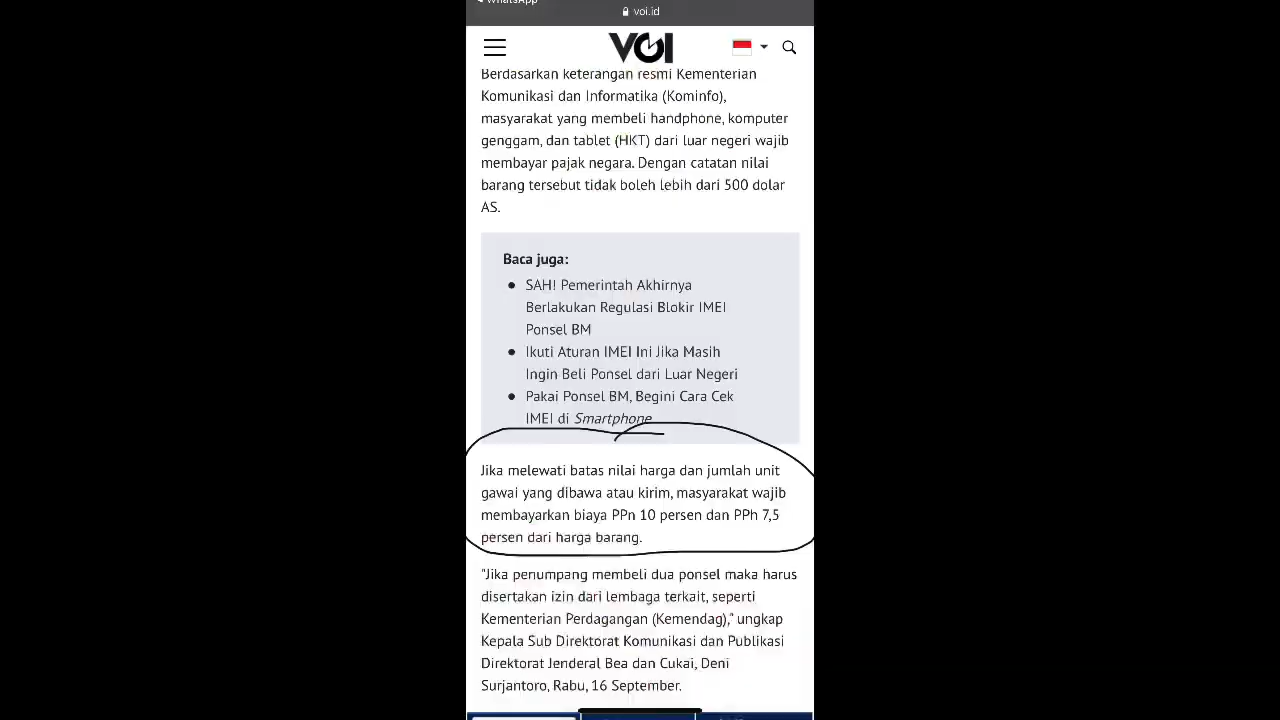 WhatsApp
voi.id
VOI
Berdasarkan keterangan resmi Kementerian
Komunikasi dan Informatika (Kominfo),
masyarakat yang membeli handphone, komputer
genggam, dan tablet (HKT) dari luar negeri wajib
membayar pajak negara. Dengan catatan nilai
barang tersebut tidak boleh lebih dari 500 dolar
AS.
Baca juga:
• SAH! Pemerintah Akhirnya
Berlakukan Regulasi Blokir IMEI
Ponsel BM
• Ikuti Aturan IMEI Ini Jika Masih
Ingin Beli Ponsel dari Luar Negeri
• Pakai Ponsel BM, Begini Cara Cek
IMEI di Smartphone
Jika melewati batas nilai harga dan jumlah unit
gawai yang dibawa atau kirim, masyarakat wajib
membayarkan biaya PPn 10 persen dan PPh 7,5
persen dari harga barang.
"Jika penumpang membeli dua ponsel maka harus
disertakan izin dari lembaga terkait, seperti
Kementerian Perdagangan (Kemendag)," ungkap
Kepala Sub Direktorat Komunikasi dan Publikasi
Direktorat Jenderal Bea dan Cukai, Deni
Surjantoro, Rabu, 16 September.